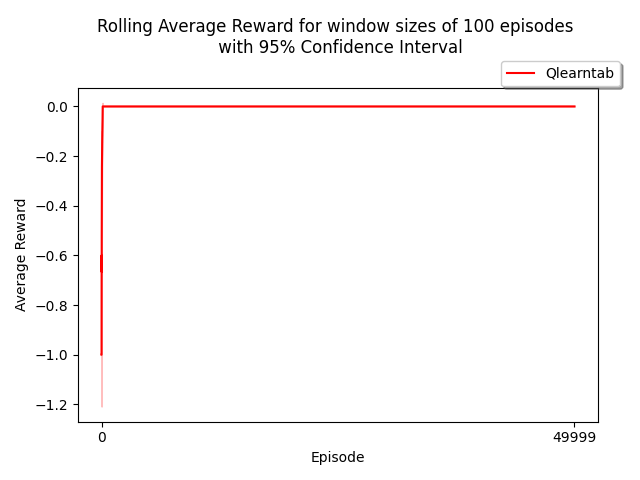 Rolling Average Reward for window sizes of 100 episodes
with 95% Confidence Interval
Qlearntab
0.0
−0.2
−0.4
−0.6
−0.8
−1.0
−1.2
Average Reward
0
49999
Episode